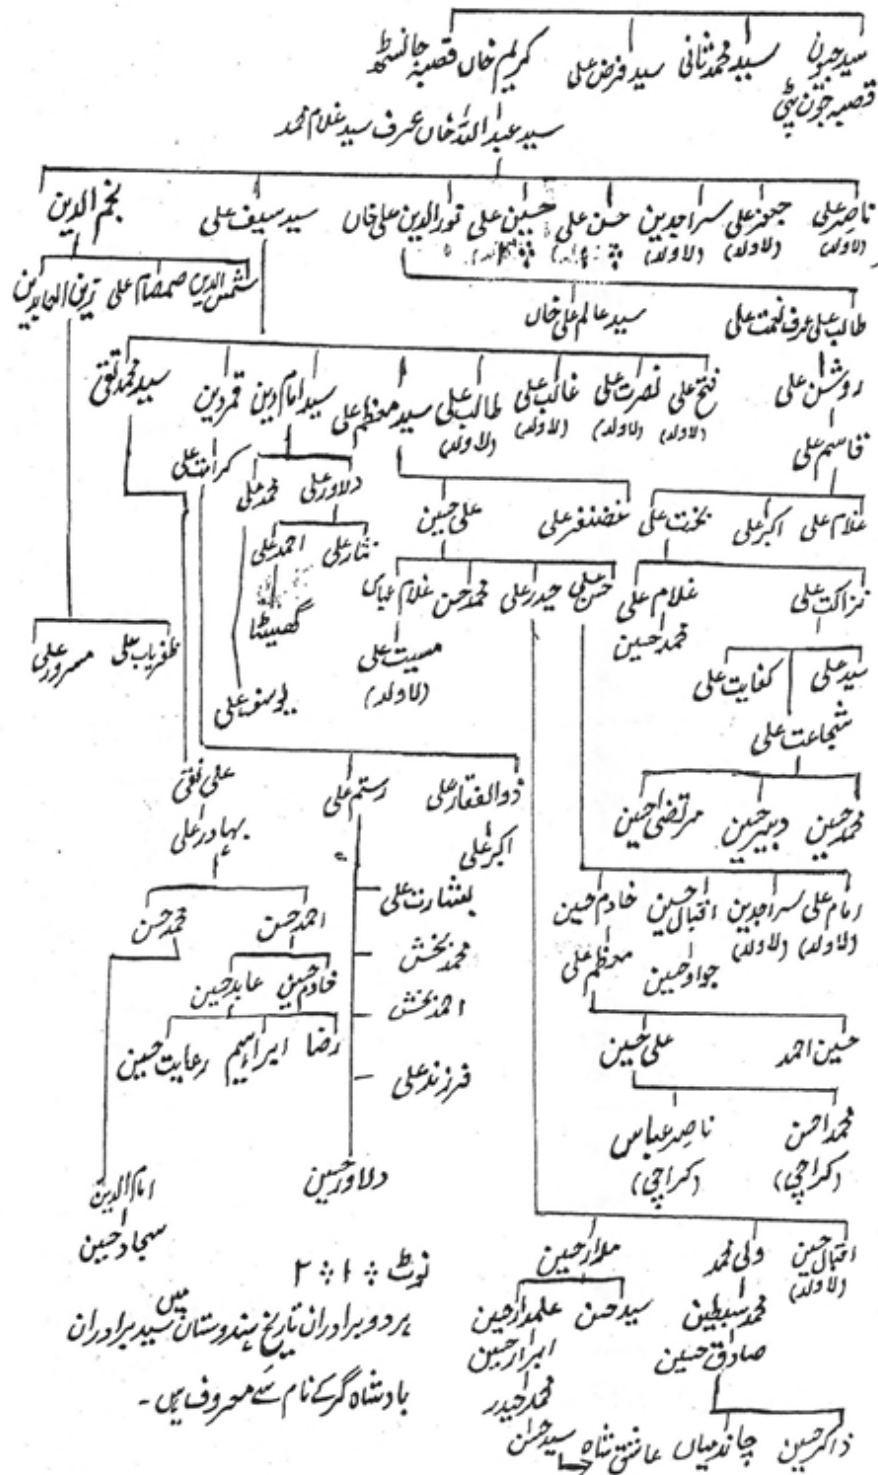 سید جیون سید محمد ثانی سید فرض علی کریم خاں قصبہ جانسٹھ
قصبہ
سید عبداللہ خاں عرف سید غلام محمد
ناصر علی جعفر علی سراجدین حسن علی حسین علی نورالدین علی خاں سید سیف علی نجم الدین
(لاولد) (لاولد) (لاولد)
شمس الدین صمصام علی زین العابدین
طالب علی عرف نعمت علی سید عالم علی خاں
روشن علی
فتح علی نصرت علی غالب علی طالب علی سید معظم علی سید امام دین قمر دین سید محمد تقی
(لاولد) (لاولد) (لاولد) (لاولد)
قاسم علی
دلاور علی محمد علی کرامت علی
غلام علی اکبر علی بخت علی غضنفر علی علی حسین
نثار علی احمد علی
نزاکت علی غلام علی حسن علی حیدر علی محمد حسن غلام عباس گھسیٹا
محمد حسین
ظفریاب علی مسرور علی
سید علی کفایت علی مسیت علی
(لاولد)
یوسف علی
شجاعت علی
ذوالفقار علی رستم علی علی نقی
محمد حسین دبیر حسین مرتضی حسین
اکبر علی بہادر علی
امام علی سراجدین اقبال حسین خادم حسین
(لاولد) (لاولد)
بشارت علی
احمد حسن محمد حسن
جواد حسین معظم علی
محمد بخش
خادم حسین عابد حسین
احمد بخش
حسین احمد علی حسین
رضا ابراہیم رعایت حسین
فرزند علی
محمد احسن ناصر عباس
(کراچی) (کراچی)
دلاور حسین امام الدین
سجاد حسین
اقبال حسین ولی محمد
(لاولد)
محمد سبطین سید حسن علمدار حسین
صادق حسین ابرار حسین
محمد حیدر
ذاکر حسین چاند میاں عاشق شاہ سید حسن
نوٹ ⁘ ۱ ⁘ ۲
ہر دو برادران تاریخ ہندوستان میں سید برادران
بادشاہ گر کے نام سے معروف ہیں ۔